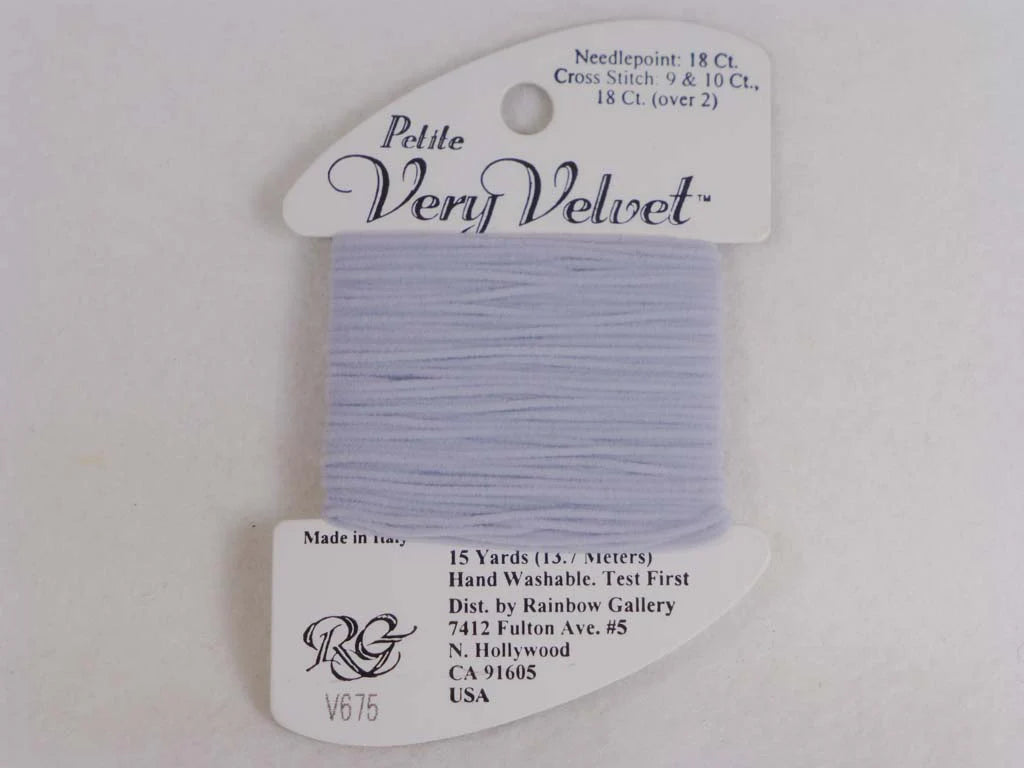 Needlepoint: 18 Ct.
Cross Stitch: 9 & 10 Ct.,
18 Ct. (over 2)
Petite
Very Velvet™
Made in Italy
15 Yards (13.7 Meters)
Hand Washable. Test First
Dist. by Rainbow Gallery
7412 Fulton Ave. #5
N. Hollywood
CA 91605
USA
RG
V675